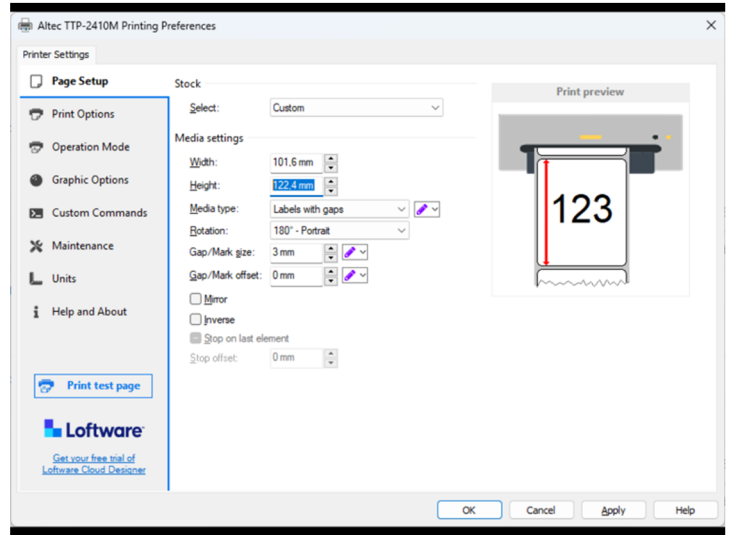 Altec TTP-2410M Printing Preferences
Printer Settings
Page Setup
Print Options
Operation Mode
Graphic Options
Custom Commands
Maintenance
Units
Help and About
Print test page
Loftware
Get your free trial of
Loftware Cloud Designer
Stock
Select: Custom
Media settings
Width: 101,6 mm
Height: 122,4 mm
Media type: Labels with gaps
Rotation: 180° - Portrait
Gap/Mark size: 3 mm
Gap/Mark offset: 0 mm
Mirror
Inverse
Stop on last element
Stop offset: 0 mm
Print preview
123
OK Cancel Apply Help